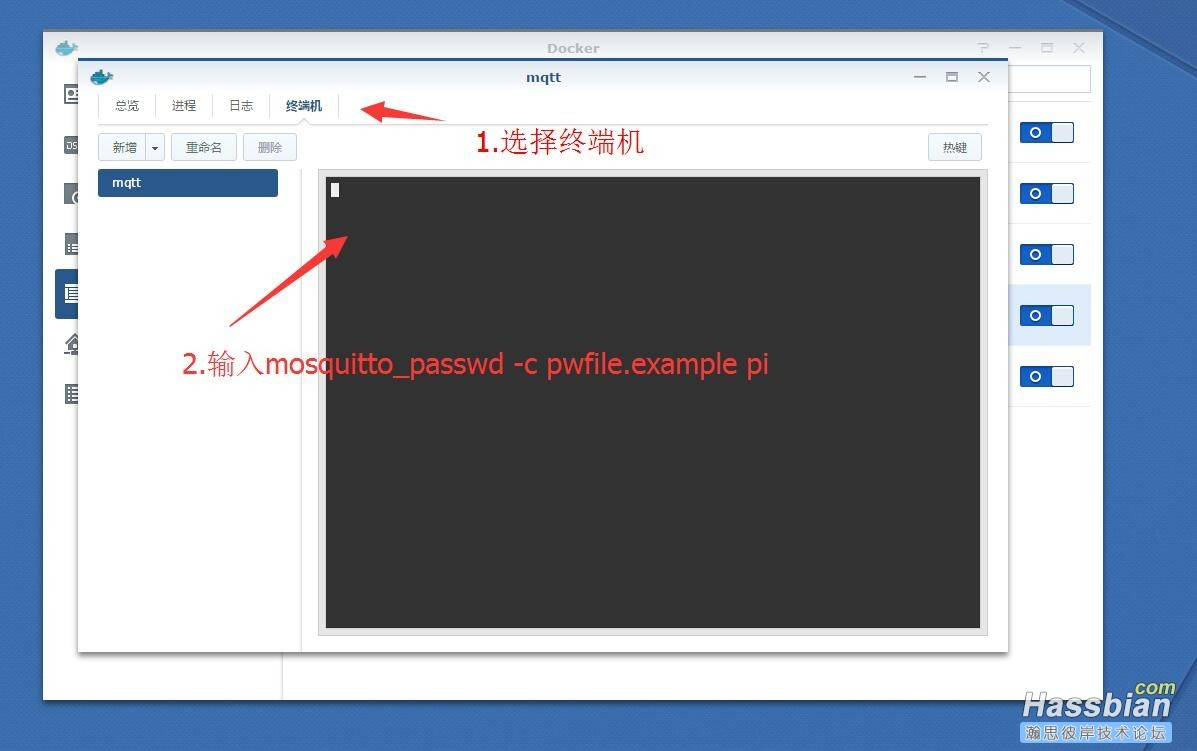 Docker
mqtt
总览 进程 日志 终端机
1.选择终端机
新增 重命名 删除 热键
mqtt
2.输入mosquitto_passwd -c pwfile.example pi
Hassbian.com
瀚思彼岸技术论坛